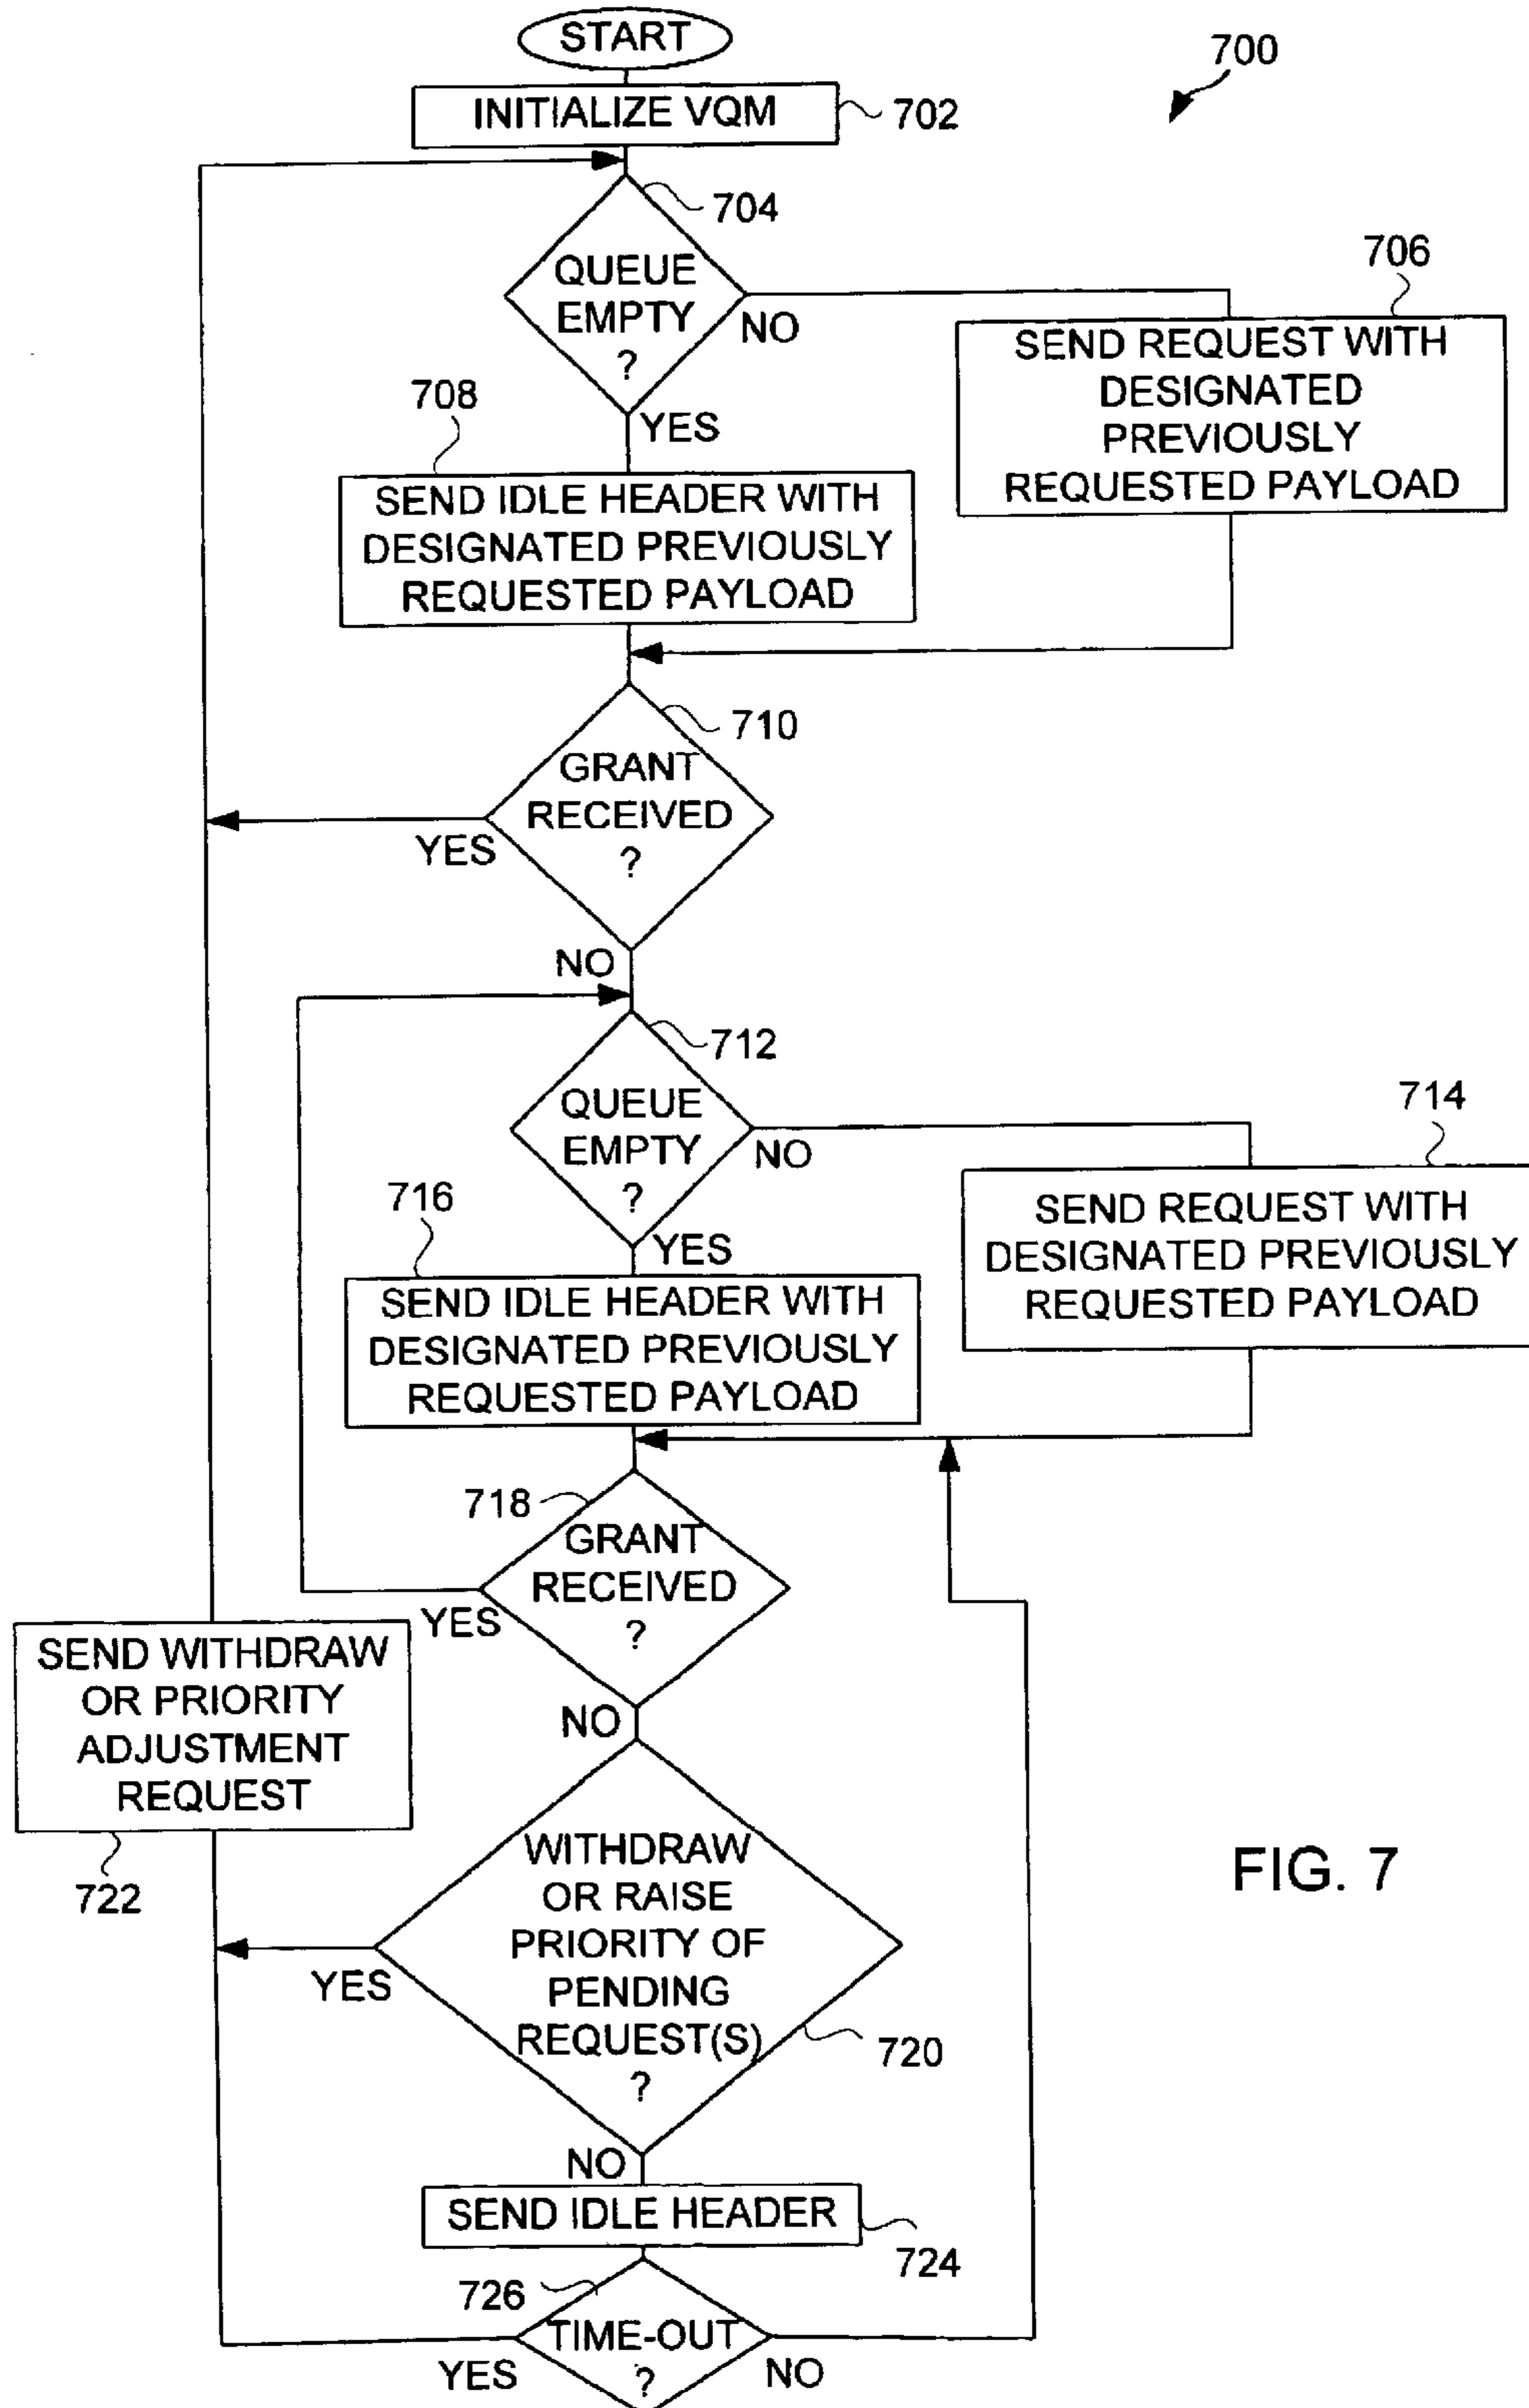 START
700
INITIALIZE VQM
702
704
QUEUE
EMPTY
?
NO
YES
706
SEND REQUEST WITH
DESIGNATED
PREVIOUSLY
REQUESTED PAYLOAD
708
SEND IDLE HEADER WITH
DESIGNATED PREVIOUSLY
REQUESTED PAYLOAD
710
GRANT
RECEIVED
?
YES
NO
712
QUEUE
EMPTY
?
NO
YES
714
SEND REQUEST WITH
DESIGNATED PREVIOUSLY
REQUESTED PAYLOAD
716
SEND IDLE HEADER WITH
DESIGNATED PREVIOUSLY
REQUESTED PAYLOAD
718
GRANT
RECEIVED
?
YES
NO
SEND WITHDRAW
OR PRIORITY
ADJUSTMENT
REQUEST
722
WITHDRAW
OR RAISE
PRIORITY OF
PENDING
REQUEST(S)
?
720
YES
NO
FIG. 7
SEND IDLE HEADER
724
726
TIME-OUT
?
YES
NO